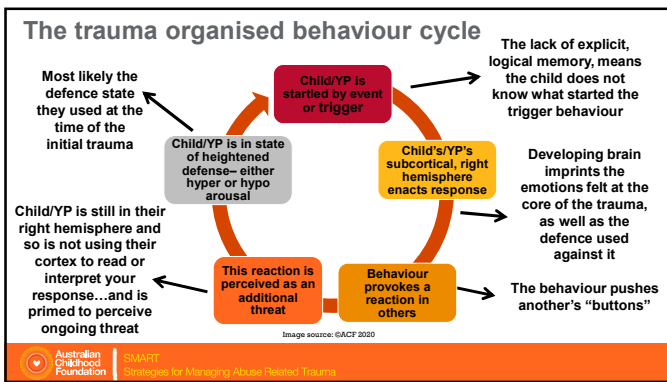 The trauma organised behaviour cycle
Child/YP is
startled by event
or trigger
The lack of explicit,
logical memory, means
the child does not
know what started the
trigger behaviour
Child's/YP's
subcortical, right
hemisphere
enacts response
Developing brain
imprints the
emotions felt at the
core of the trauma,
as well as the
defence used
against it
Behaviour
provokes a
reaction in
others
The behaviour pushes
another's “buttons”
This reaction is
perceived as an
additional
threat
Child/YP is still in their
right hemisphere and
so is not using their
cortex to read or
interpret your
response…and is
primed to perceive
ongoing threat
Child/YP is in state
of heightened
defense– either
hyper or hypo
arousal
Most likely the
defence state
they used at the
time of the
initial trauma
Image source: ©ACF 2020
Australian
Childhood
Foundation
SMART
Strategies for Managing Abuse Related Trauma